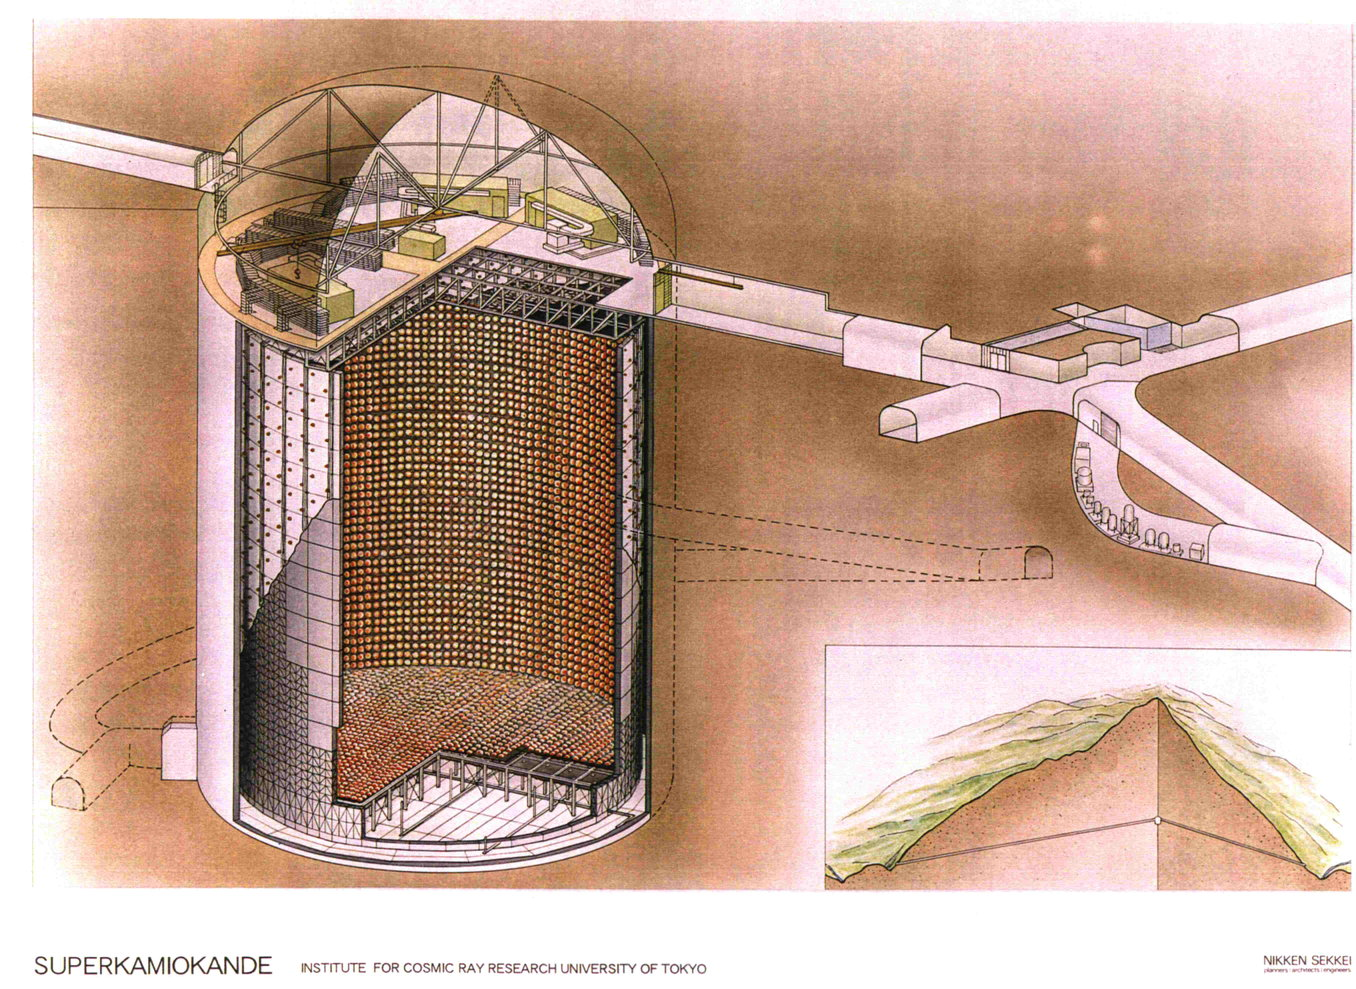 SUPERKAMIOKANDE INSTITUTE FOR COSMIC RAY RESEARCH UNIVERSITY OF TOKYO
NIKKEN SEKKEI
planners · architects · engineers